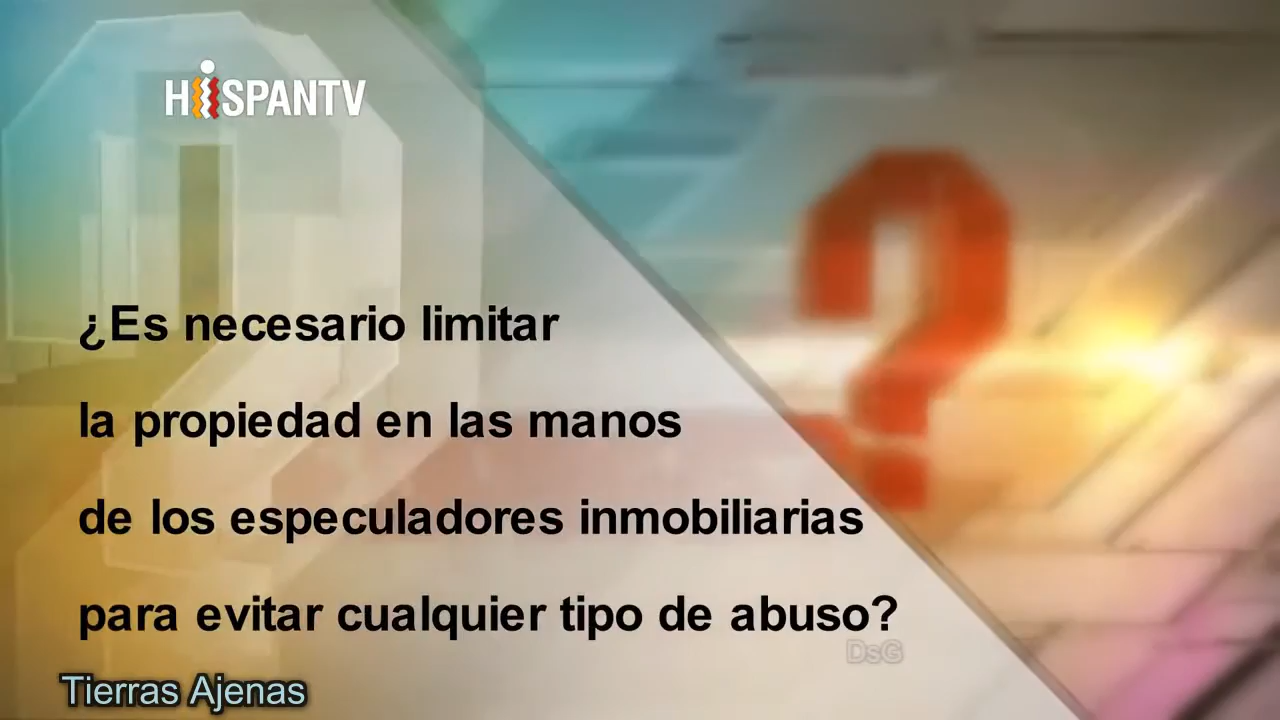 HISPANTV
¿Es necesario limitar
la propiedad en las manos
de los especuladores inmobiliarias
para evitar cualquier tipo de abuso?
DsG
Tierras Ajenas